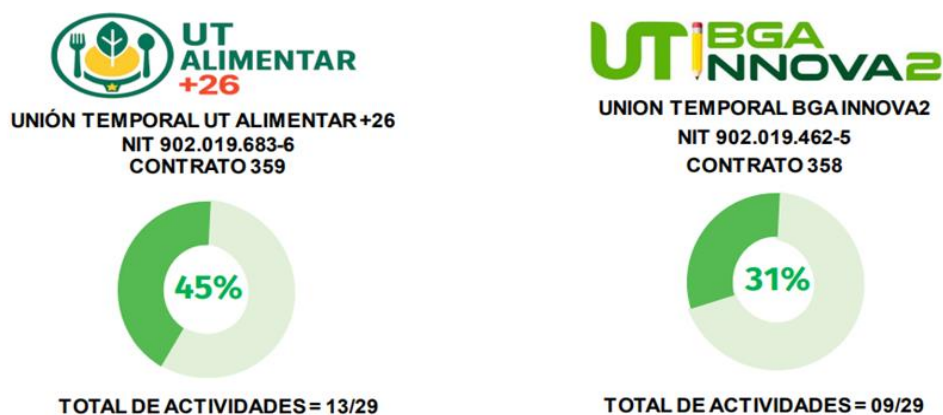 UT
ALIMENTAR
+26
UNIÓN TEMPORAL UT ALIMENTAR+26
NIT 902.019.683-6
CONTRATO 359
45%
TOTAL DE ACTIVIDADES = 13/29
UT BGA
INNOVA2
UNION TEMPORAL BGA INNOVA2
NIT 902.019.462-5
CONTRATO 358
31%
TOTAL DE ACTIVIDADES = 09/29